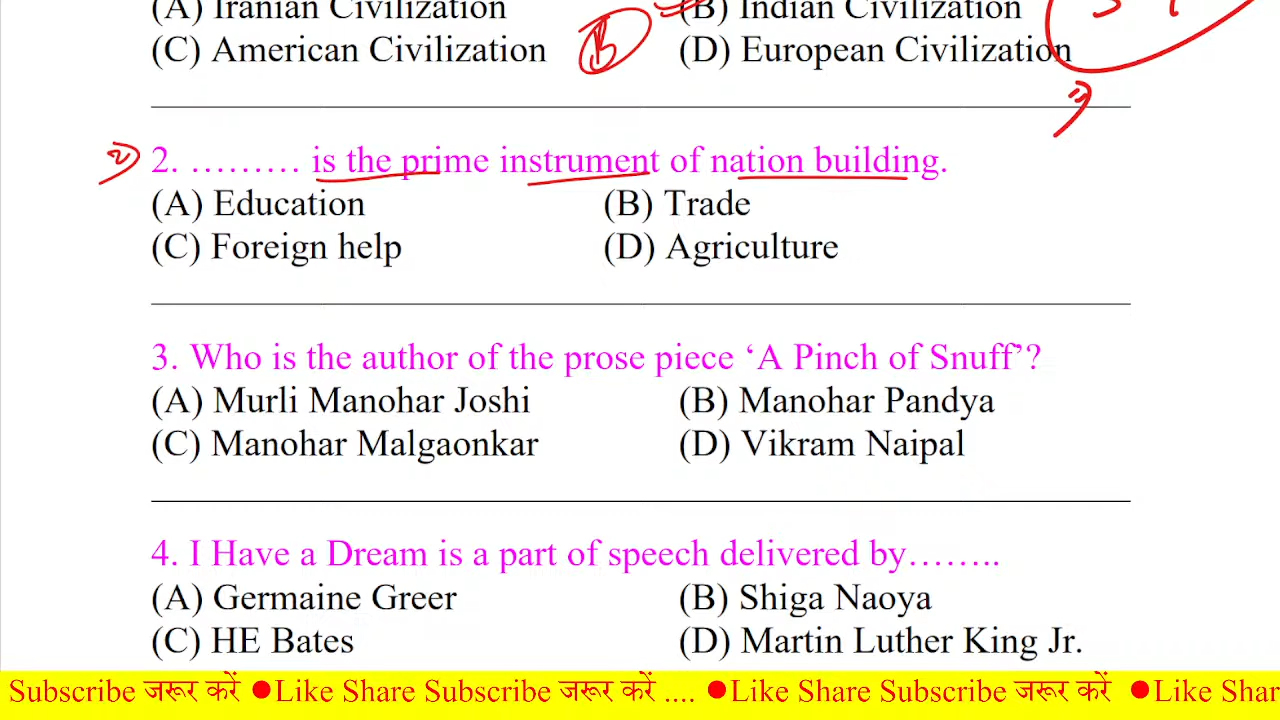 (A) Iranian Civilization (B) Indian Civilization
(C) American Civilization B (D) European Civilization
2. ……… is the prime instrument of nation building.
(A) Education (B) Trade
(C) Foreign help (D) Agriculture
3. Who is the author of the prose piece ‘A Pinch of Snuff’?
(A) Murli Manohar Joshi (B) Manohar Pandya
(C) Manohar Malgaonkar (D) Vikram Naipal
4. I Have a Dream is a part of speech delivered by……..
(A) Germaine Greer (B) Shiga Naoya
(C) HE Bates (D) Martin Luther King Jr.
Subscribe जरूर करें ●Like Share Subscribe जरूर करें .... ●Like Share Subscribe जरूर करें ●Like Shar